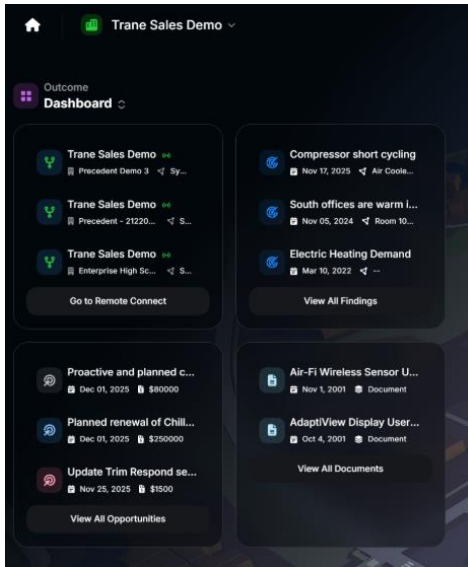 Trane Sales Demo
Outcome
Dashboard
Trane Sales Demo
Precedent Demo 3 Sy...
Trane Sales Demo
Precedent - 21220... S...
Trane Sales Demo
Enterprise High Sc... S...
Go to Remote Connect
Compressor short cycling
Nov 17, 2025 Air Coole...
South offices are warm i...
Nov 05, 2024 Room 10...
Electric Heating Demand
Mar 10, 2022 --
View All Findings
Proactive and planned c...
Dec 01, 2025 $80000
Planned renewal of Chill...
Dec 01, 2025 $250000
Update Trim Respond se...
Nov 25, 2025 $1500
View All Opportunities
Air-Fi Wireless Sensor U...
Nov 1, 2001 Document
AdaptiView Display User...
Oct 4, 2001 Document
View All Documents